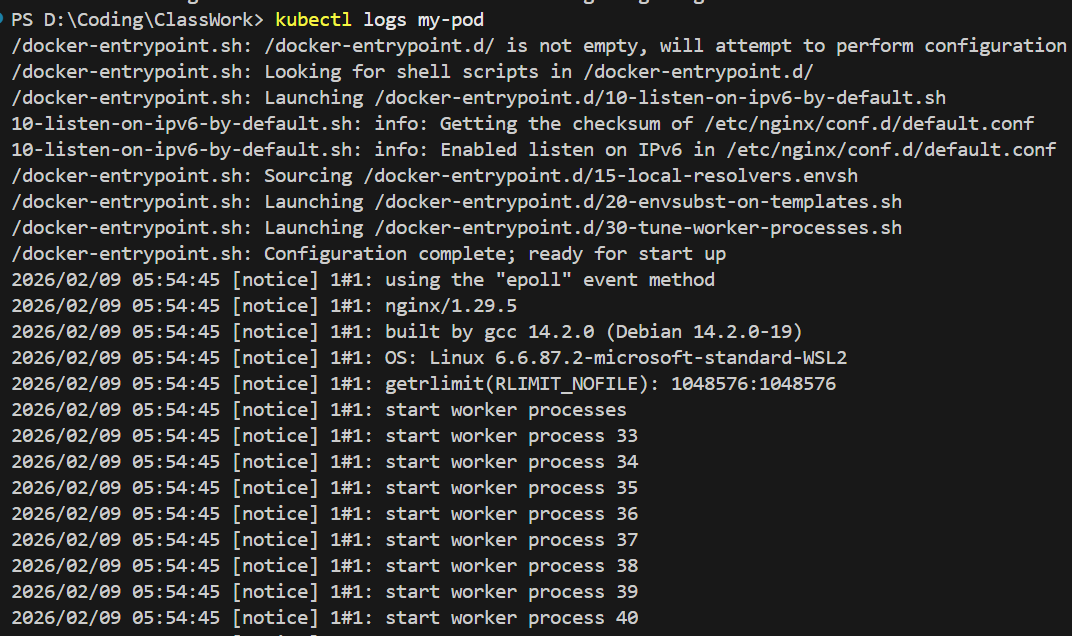 PS D:\Coding\ClassWork> kubectl logs my-pod
/docker-entrypoint.sh: /docker-entrypoint.d/ is not empty, will attempt to perform configuration
/docker-entrypoint.sh: Looking for shell scripts in /docker-entrypoint.d/
/docker-entrypoint.sh: Launching /docker-entrypoint.d/10-listen-on-ipv6-by-default.sh
10-listen-on-ipv6-by-default.sh: info: Getting the checksum of /etc/nginx/conf.d/default.conf
10-listen-on-ipv6-by-default.sh: info: Enabled listen on IPv6 in /etc/nginx/conf.d/default.conf
/docker-entrypoint.sh: Sourcing /docker-entrypoint.d/15-local-resolvers.envsh
/docker-entrypoint.sh: Launching /docker-entrypoint.d/20-envsubst-on-templates.sh
/docker-entrypoint.sh: Launching /docker-entrypoint.d/30-tune-worker-processes.sh
/docker-entrypoint.sh: Configuration complete; ready for start up
2026/02/09 05:54:45 [notice] 1#1: using the "epoll" event method
2026/02/09 05:54:45 [notice] 1#1: nginx/1.29.5
2026/02/09 05:54:45 [notice] 1#1: built by gcc 14.2.0 (Debian 14.2.0-19)
2026/02/09 05:54:45 [notice] 1#1: OS: Linux 6.6.87.2-microsoft-standard-WSL2
2026/02/09 05:54:45 [notice] 1#1: getrlimit(RLIMIT_NOFILE): 1048576:1048576
2026/02/09 05:54:45 [notice] 1#1: start worker processes
2026/02/09 05:54:45 [notice] 1#1: start worker process 33
2026/02/09 05:54:45 [notice] 1#1: start worker process 34
2026/02/09 05:54:45 [notice] 1#1: start worker process 35
2026/02/09 05:54:45 [notice] 1#1: start worker process 36
2026/02/09 05:54:45 [notice] 1#1: start worker process 37
2026/02/09 05:54:45 [notice] 1#1: start worker process 38
2026/02/09 05:54:45 [notice] 1#1: start worker process 39
2026/02/09 05:54:45 [notice] 1#1: start worker process 40